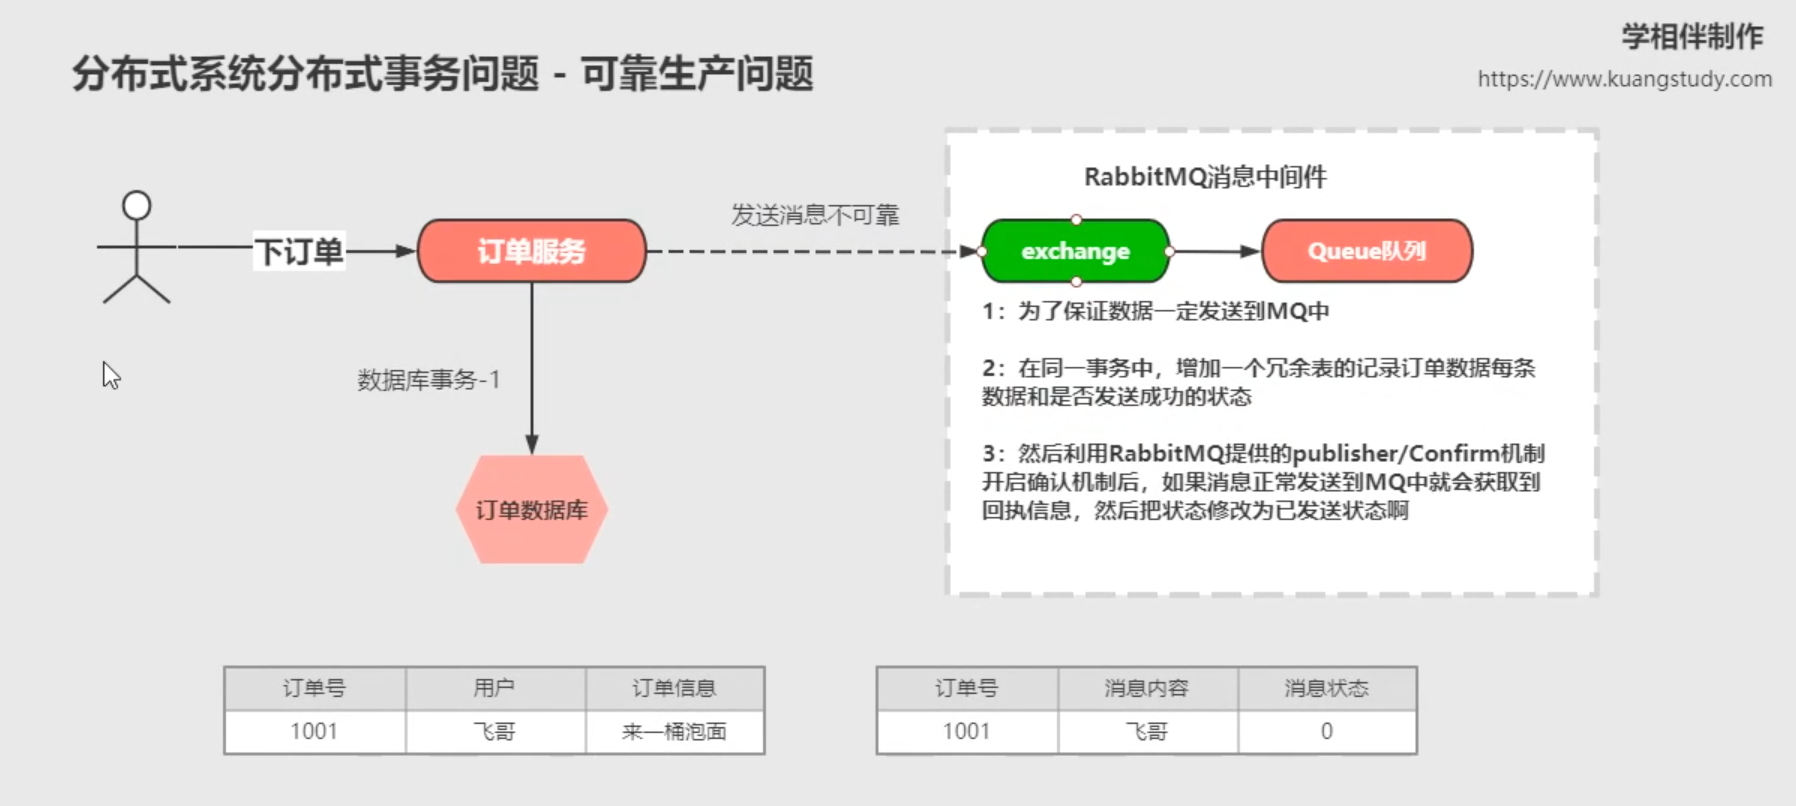 学相伴制作
https://www.kuangstudy.com
分布式系统分布式事务问题 - 可靠生产问题
RabbitMQ消息中间件
下订单
订单服务
发送消息不可靠
exchange
Queue队列
1：为了保证数据一定发送到MQ中
2：在同一事务中，增加一个冗余表的记录订单数据每条
数据和是否发送成功的状态
3：然后利用RabbitMQ提供的publisher/Confirm机制
开启确认机制后，如果消息正常发送到MQ中就会获取到
回执信息，然后把状态修改为已发送状态啊
数据库事务-1
订单数据库
订单号 用户 订单信息
1001 飞哥 来一桶泡面
订单号 消息内容 消息状态
1001 飞哥 0